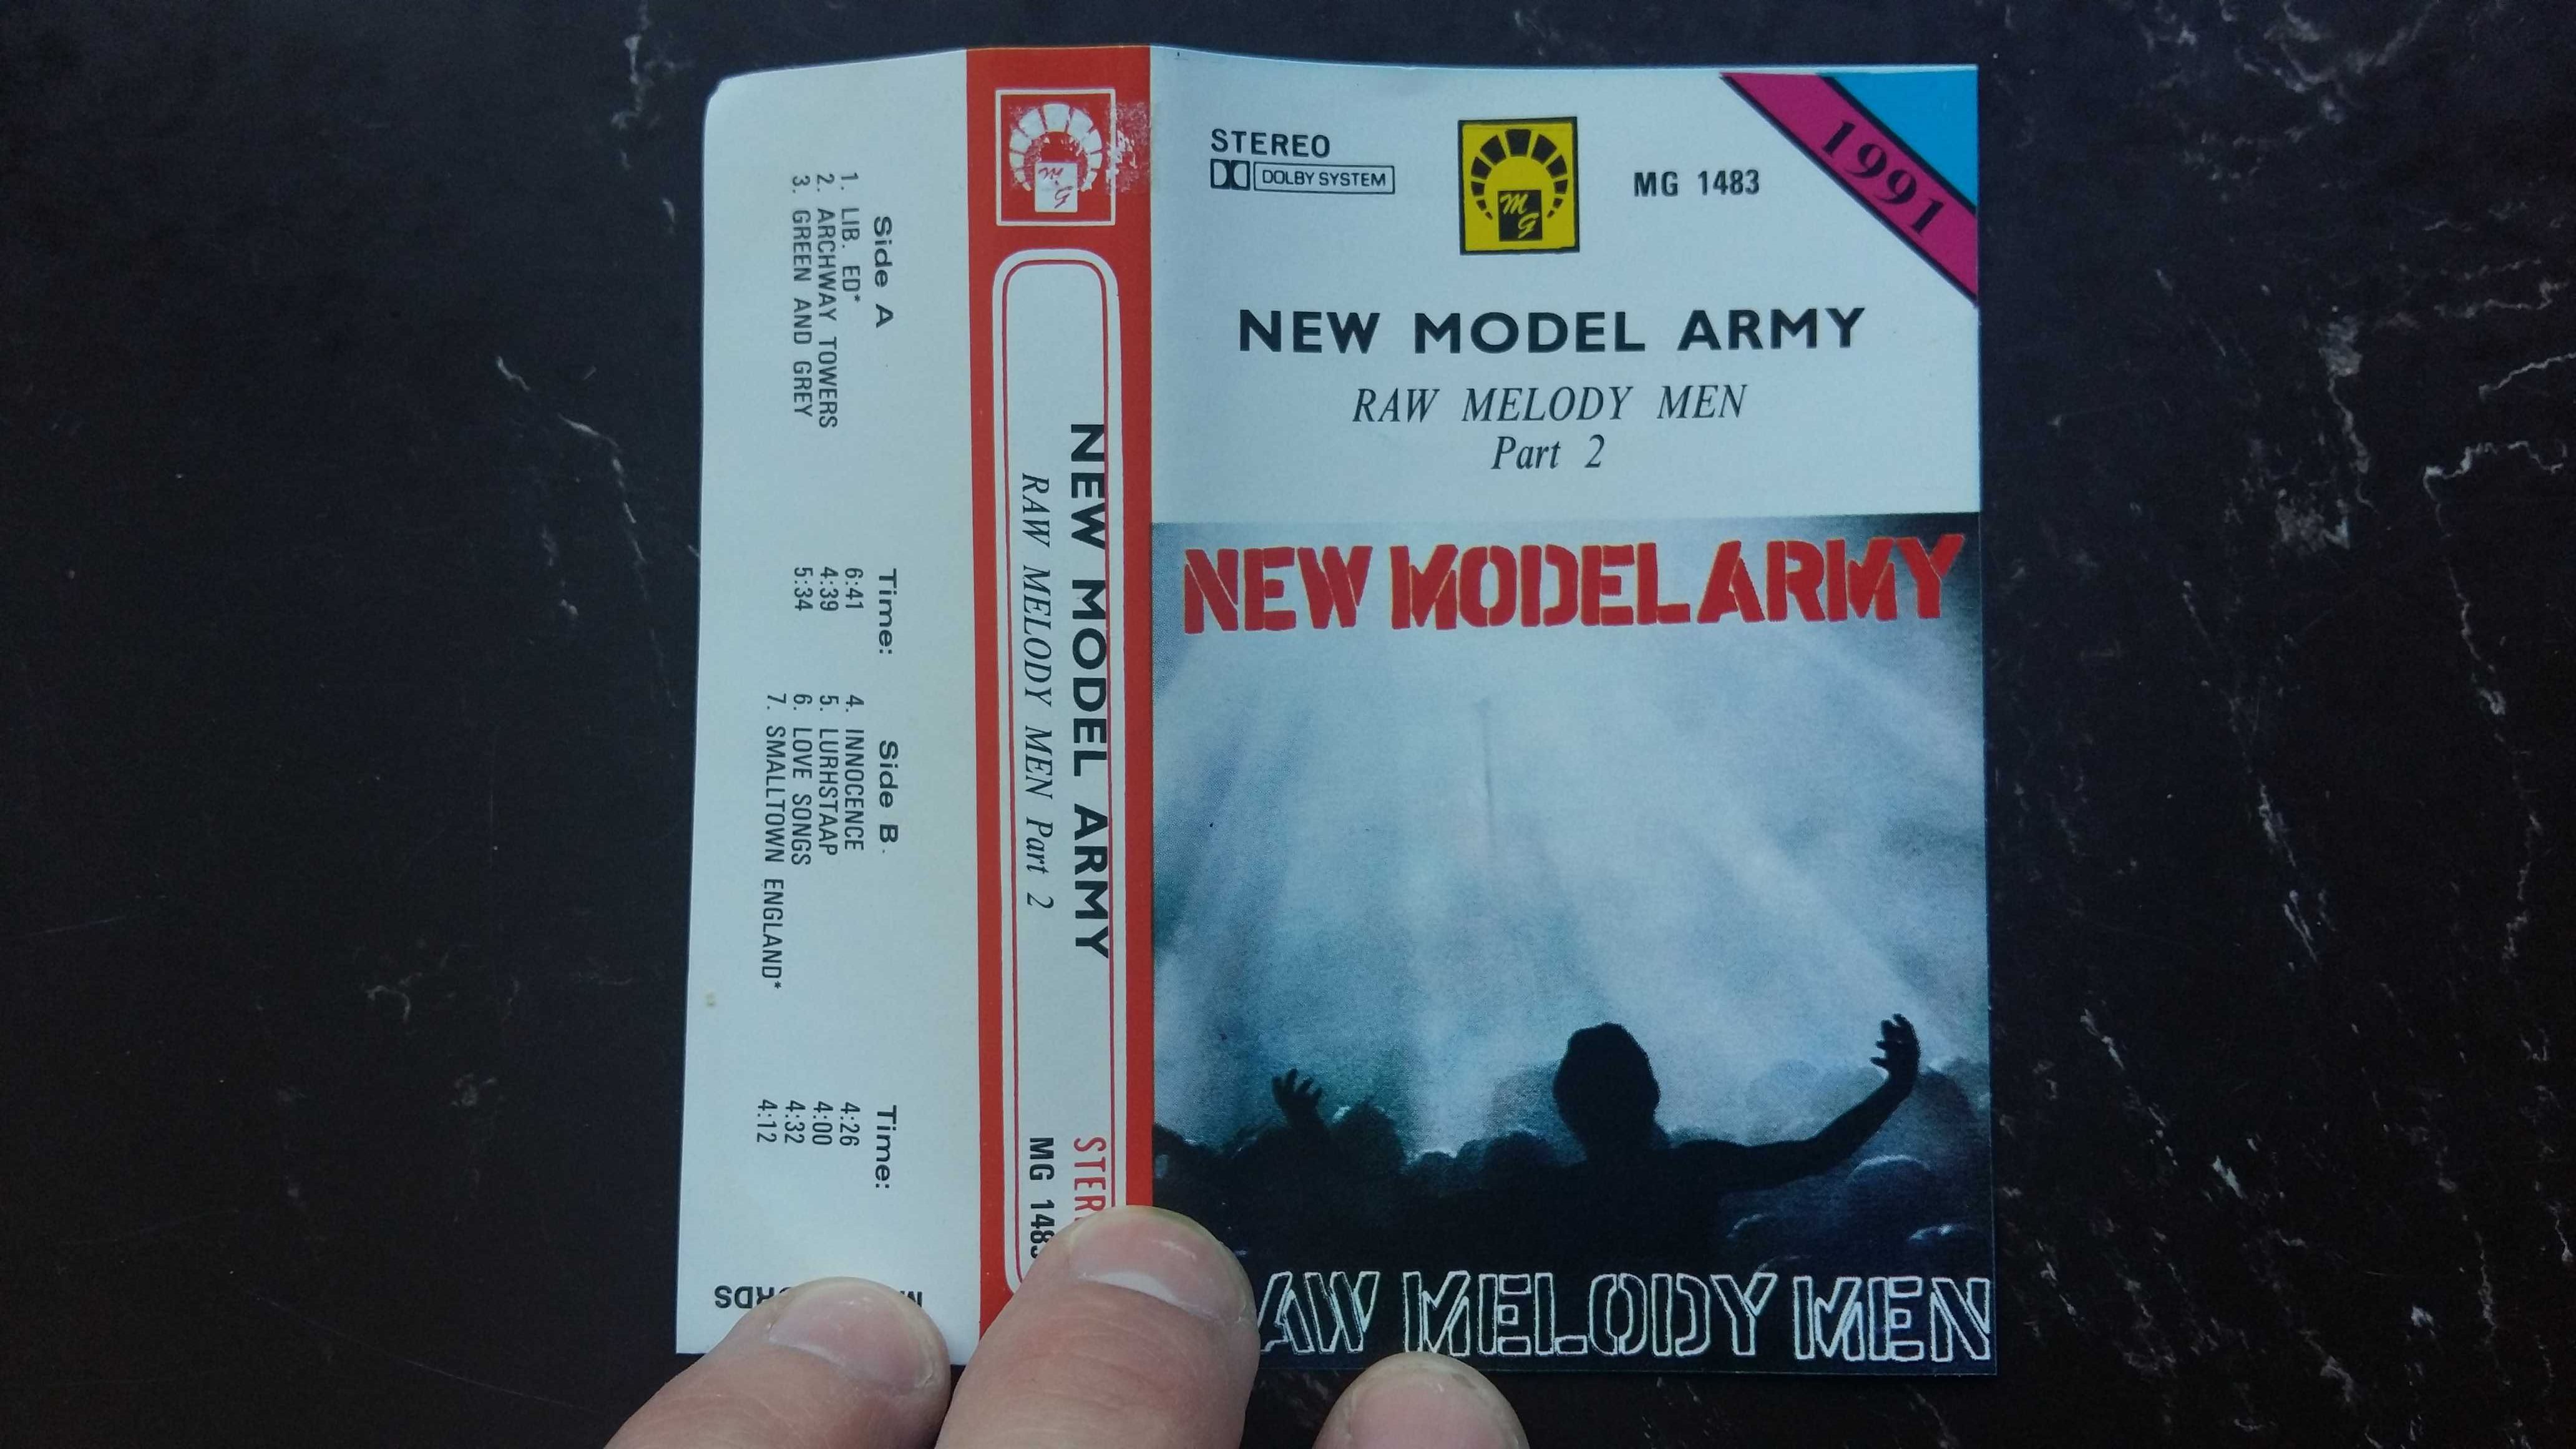 Side A
1. LIB. ED*
2. ARCHWAY TOWERS
3. GREEN AND GREY
Time:
6:41
4:39
5:34
Side B.
4. INNOCENCE
5. LURHSTAAP
6. LOVE SONGS
7. SMALLTOWN ENGLAND*
Time:
4:26
4:00
4:32
4:12
MG
NEW MODEL ARMY
RAW MELODY MEN Part 2
MG
STEREO
DOLBY SYSTEM
MG
MG 1483
1991
NEW MODEL ARMY
RAW MELODY MEN
Part 2
NEW MODEL ARMY
MELODY MEN